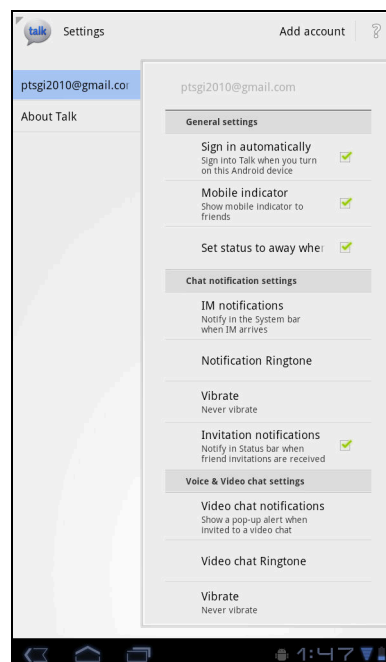 talk Settings Add account
ptsgi2010@gmail.com
About Talk
ptsgi2010@gmail.com
General settings
Sign in automatically
Sign into Talk when you turn
on this Android device
Mobile indicator
Show mobile indicator to
friends
Set status to away when
Chat notification settings
IM notifications
Notify in the System bar
when IM arrives
Notification Ringtone
Vibrate
Never vibrate
Invitation notifications
Notify in Status bar when
friend invitations are received
Voice & Video chat settings
Video chat notifications
Show a pop-up alert when
invited to a video chat
Video chat Ringtone
Vibrate
Never vibrate
1:47